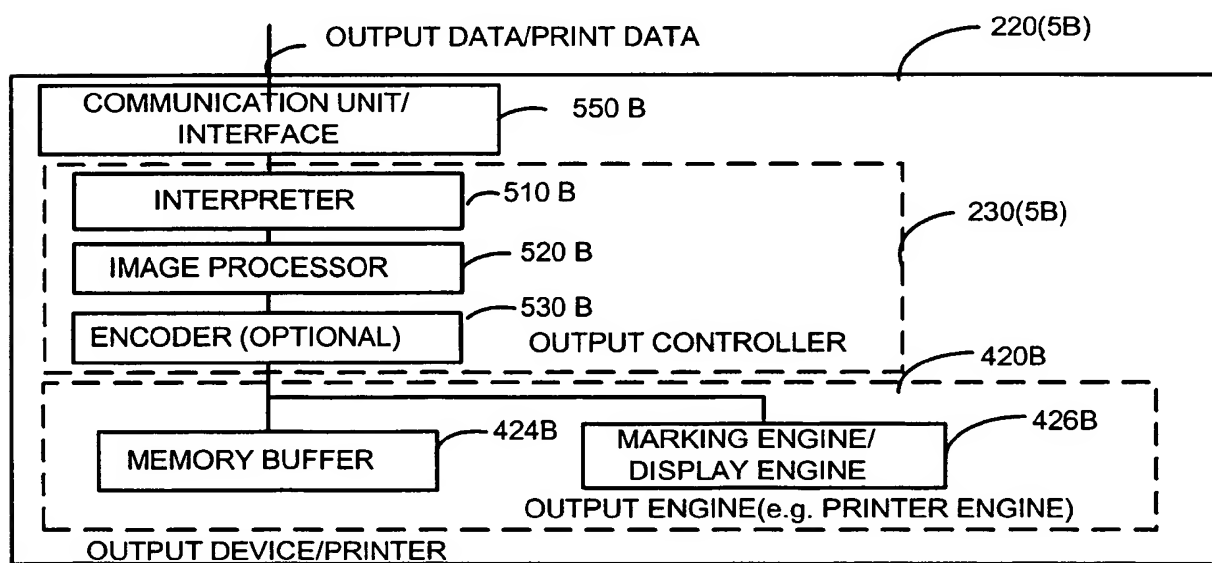 OUTPUT DATA/PRINT DATA
220(5B)
COMMUNICATION UNIT/
INTERFACE
550 B
INTERPRETER
510 B
230(5B)
IMAGE PROCESSOR
520 B
530 B
ENCODER (OPTIONAL)
OUTPUT CONTROLLER
420B
MEMORY BUFFER
424B
MARKING ENGINE/
DISPLAY ENGINE
426B
OUTPUT ENGINE(e.g. PRINTER ENGINE)
OUTPUT DEVICE/PRINTER